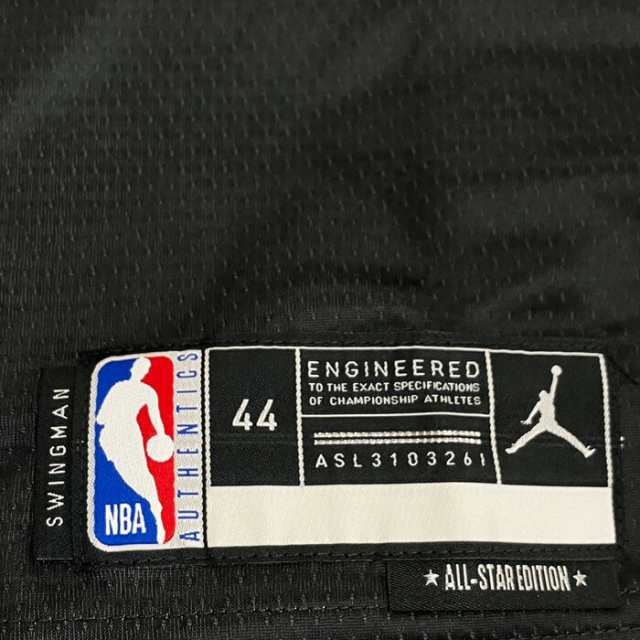 SWINGMAN
NBA
AUTHENTICS
44
ENGINEERED
TO THE EXACT SPECIFICATIONS
OF CHAMPIONSHIP ATHLETES
ASL3103261
★ ALL-STAR EDITION ★